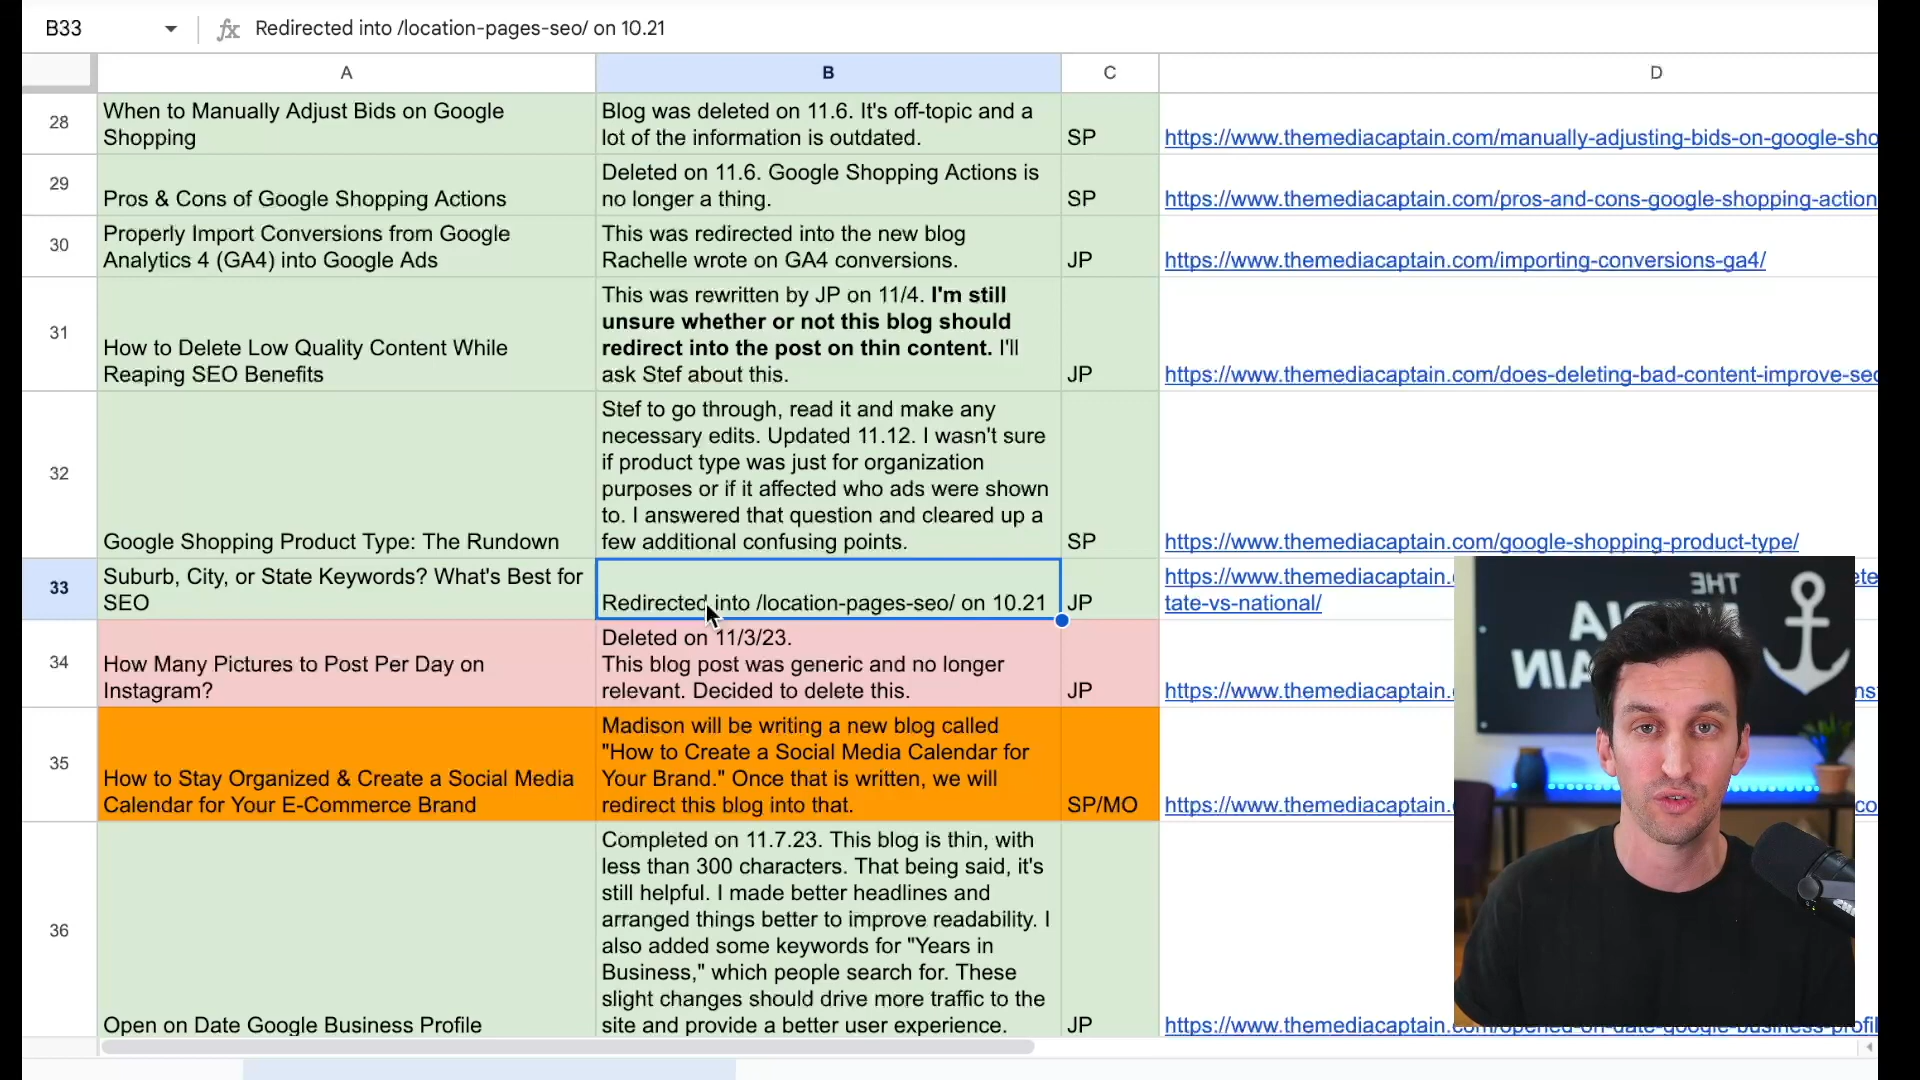 B33
fx
Redirected into /location-pages-seo/ on 10.21
A
B
C
D
28
When to Manually Adjust Bids on Google
Shopping
Blog was deleted on 11.6. It's off-topic and a
lot of the information is outdated.
SP
https://www.themediacaptain.com/manually-adjusting-bids-on-google-sho
29
Pros & Cons of Google Shopping Actions
Deleted on 11.6. Google Shopping Actions is
no longer a thing.
SP
https://www.themediacaptain.com/pros-and-cons-google-shopping-action
30
Properly Import Conversions from Google
Analytics 4 (GA4) into Google Ads
This was redirected into the new blog
Rachelle wrote on GA4 conversions.
JP
https://www.themediacaptain.com/importing-conversions-ga4/
31
How to Delete Low Quality Content While
Reaping SEO Benefits
This was rewritten by JP on 11/4. I'm still
unsure whether or not this blog should
redirect into the post on thin content. I'll
ask Stef about this.
JP
https://www.themediacaptain.com/does-deleting-bad-content-improve-seo
32
Google Shopping Product Type: The Rundown
Stef to go through, read it and make any
necessary edits. Updated 11.12. I wasn't sure
if product type was just for organization
purposes or if it affected who ads were shown
to. I answered that question and cleared up a
few additional confusing points.
SP
https://www.themediacaptain.com/google-shopping-product-type/
33
Suburb, City, or State Keywords? What's Best for
SEO
Redirected into /location-pages-seo/ on 10.21
JP
https://www.themediacaptain.
ete
tate-vs-national/
34
How Many Pictures to Post Per Day on
Instagram?
Deleted on 11/3/23.
This blog post was generic and no longer
relevant. Decided to delete this.
JP
https://www.themediacaptain.
nst
35
How to Stay Organized & Create a Social Media
Calendar for Your E-Commerce Brand
Madison will be writing a new blog called
"How to Create a Social Media Calendar for
Your Brand." Once that is written, we will
redirect this blog into that.
SP/MO
https://www.themediacaptain.
co
36
Open on Date Google Business Profile
Completed on 11.7.23. This blog is thin, with
less than 300 characters. That being said, it's
still helpful. I made better headlines and
arranged things better to improve readability. I
also added some keywords for "Years in
Business," which people search for. These
slight changes should drive more traffic to the
site and provide a better user experience.
JP
https://www.themediacaptain.com/opened-on-date-google-business-profil
THE